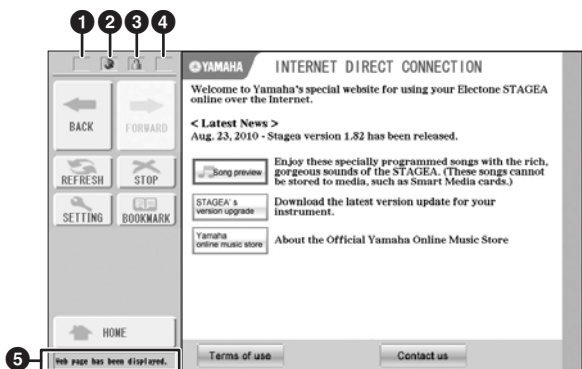 1 2 3 4
YAMAHA INTERNET DIRECT CONNECTION
Welcome to Yamaha's special website for using your Electone STAGEA
online over the Internet.
< Latest News >
Aug. 23, 2010 - Stagea version 1.82 has been released.
BACK FORWARD
REFRESH STOP
SETTING BOOKMARK
Song preview
Enjoy these specially programmed songs with the rich,
gorgeous sounds of the STAGEA. (These songs cannot
be stored to media, such as Smart Media cards.)
STAGEA' s
version upgrade
Download the latest version update for your
instrument.
Yamaha
online music store
About the Official Yamaha Online Music Store
HOME
5
Web page has been displayed.
Terms of use Contact us